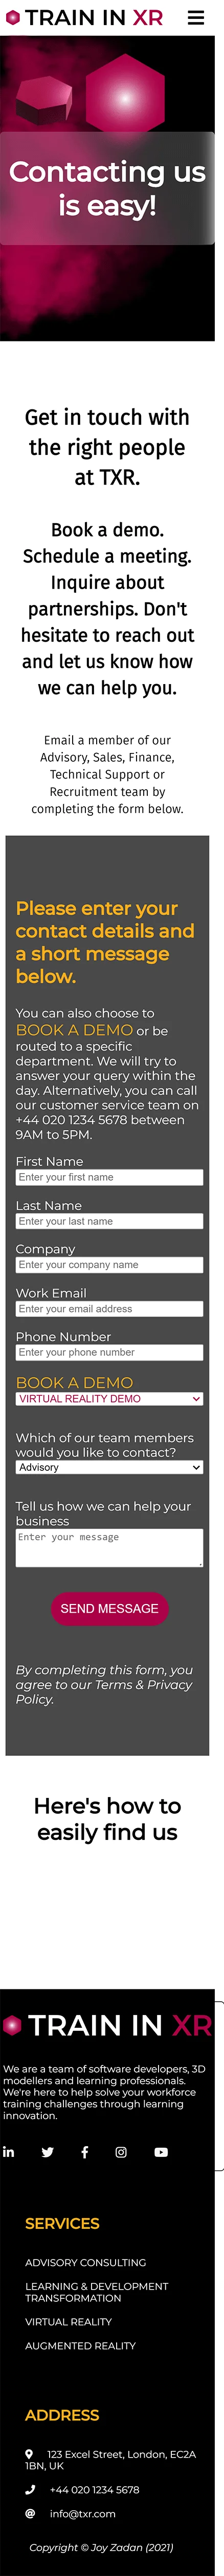 TRAIN IN XR
Contacting us
is easy!
Get in touch with
the right people
at TXR.
Book a demo.
Schedule a meeting.
Inquire about
partnerships. Don't
hesitate to reach out
and let us know how
we can help you.
Email a member of our
Advisory, Sales, Finance,
Technical Support or
Recruitment team by
completing the form below.
Please enter your
contact details and
a short message
below.
You can also choose to
BOOK A DEMO or be
routed to a specific
department. We will try to
answer your query within the
day. Alternatively, you can call
our customer service team on
+44 020 1234 5678 between
9AM to 5PM.
First Name
Enter your first name
Last Name
Enter your last name
Company
Enter your company name
Work Email
Enter your email address
Phone Number
Enter your phone number
BOOK A DEMO
VIRTUAL REALITY DEMO
Which of our team members
would you like to contact?
Advisory
Tell us how we can help your
business
Enter your message
SEND MESSAGE
By completing this form, you
agree to our Terms & Privacy
Policy.
Here's how to
easily find us
TRAIN IN XR
We are a team of software developers, 3D
modellers and learning professionals.
We're here to help solve your workforce
training challenges through learning
innovation.
SERVICES
ADVISORY CONSULTING
LEARNING & DEVELOPMENT
TRANSFORMATION
VIRTUAL REALITY
AUGMENTED REALITY
ADDRESS
123 Excel Street, London, EC2A
1BN, UK
+44 020 1234 5678
info@txr.com
Copyright © Joy Zadan (2021)